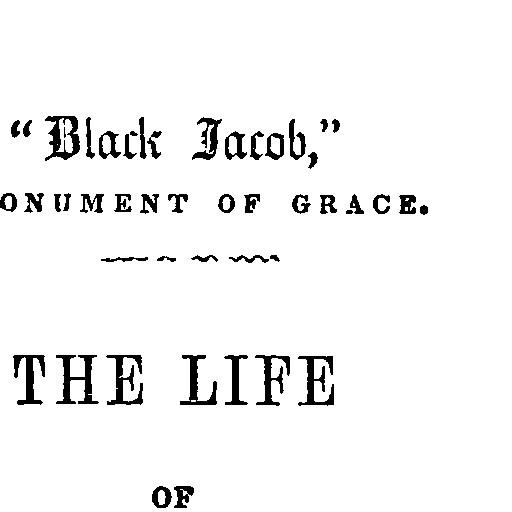 "Black Jacob,"
ONUMENT OF GRACE.
THE LIFE
OF